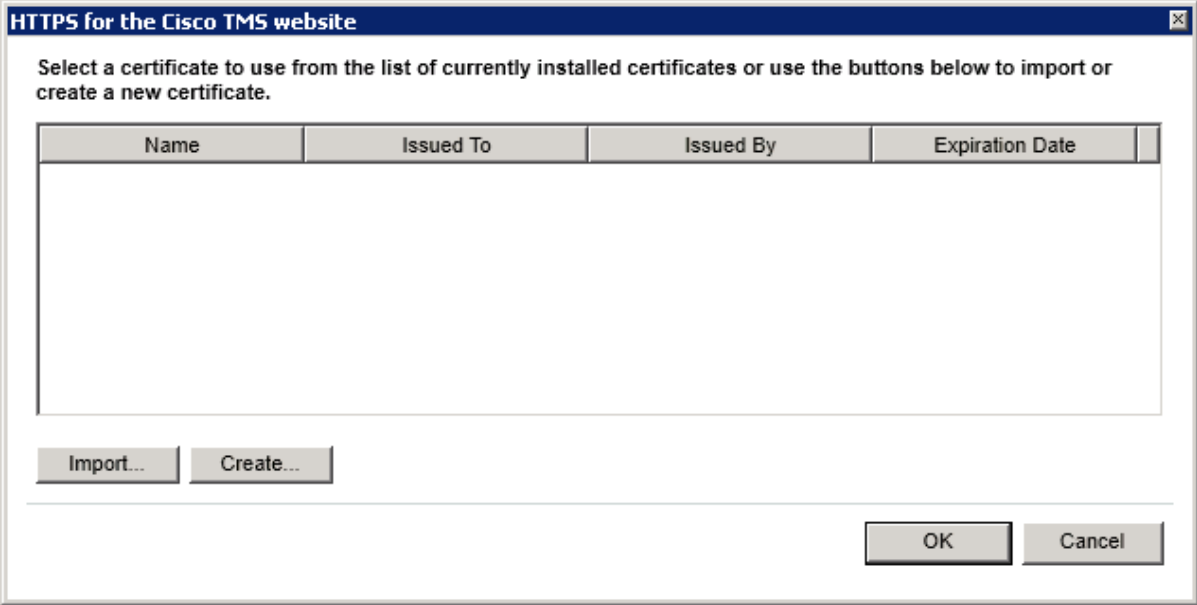 HTTPS for the Cisco TMS website
Select a certificate to use from the list of currently installed certificates or use the buttons below to import or
create a new certificate.
Name Issued To Issued By Expiration Date
Import... Create...
OK Cancel